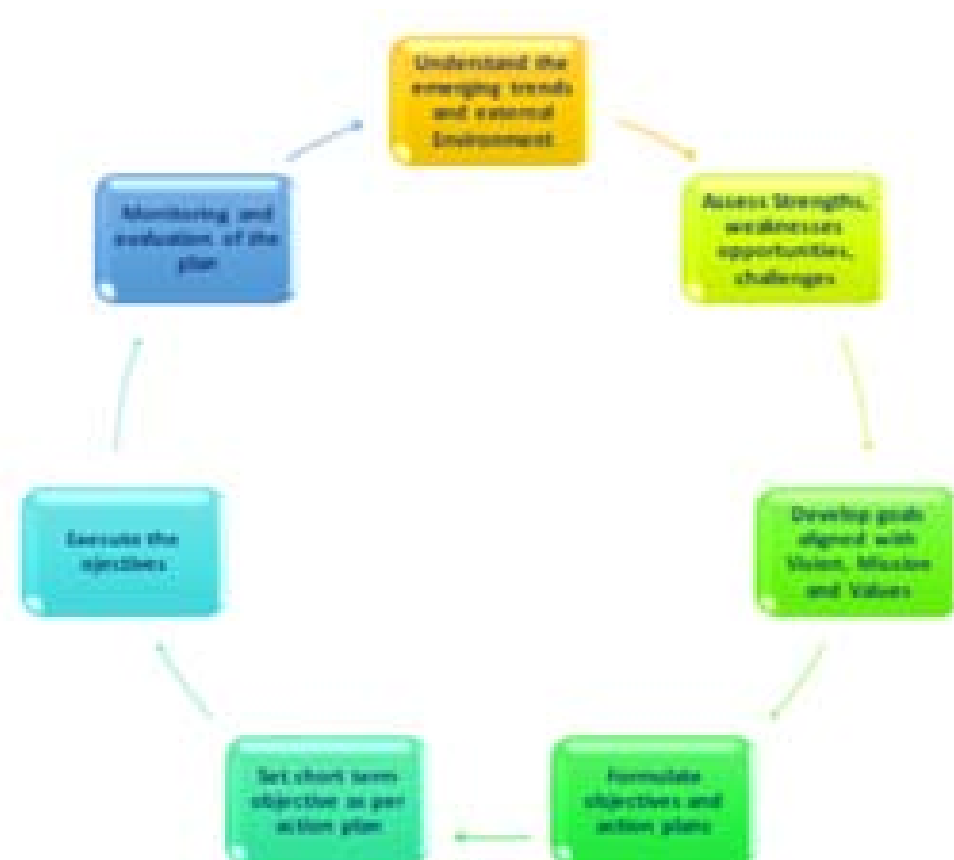 Understand the
emerging trends
and external
Environment
Assess Strengths,
weaknesses
opportunities,
challenges
Develop goals
aligned with
Vision, Mission
and Values
Formulate
objectives and
action plans
Set short term
objective as per
action plan
Execute the
ojectives
Monitoring and
evaluation of the
plan